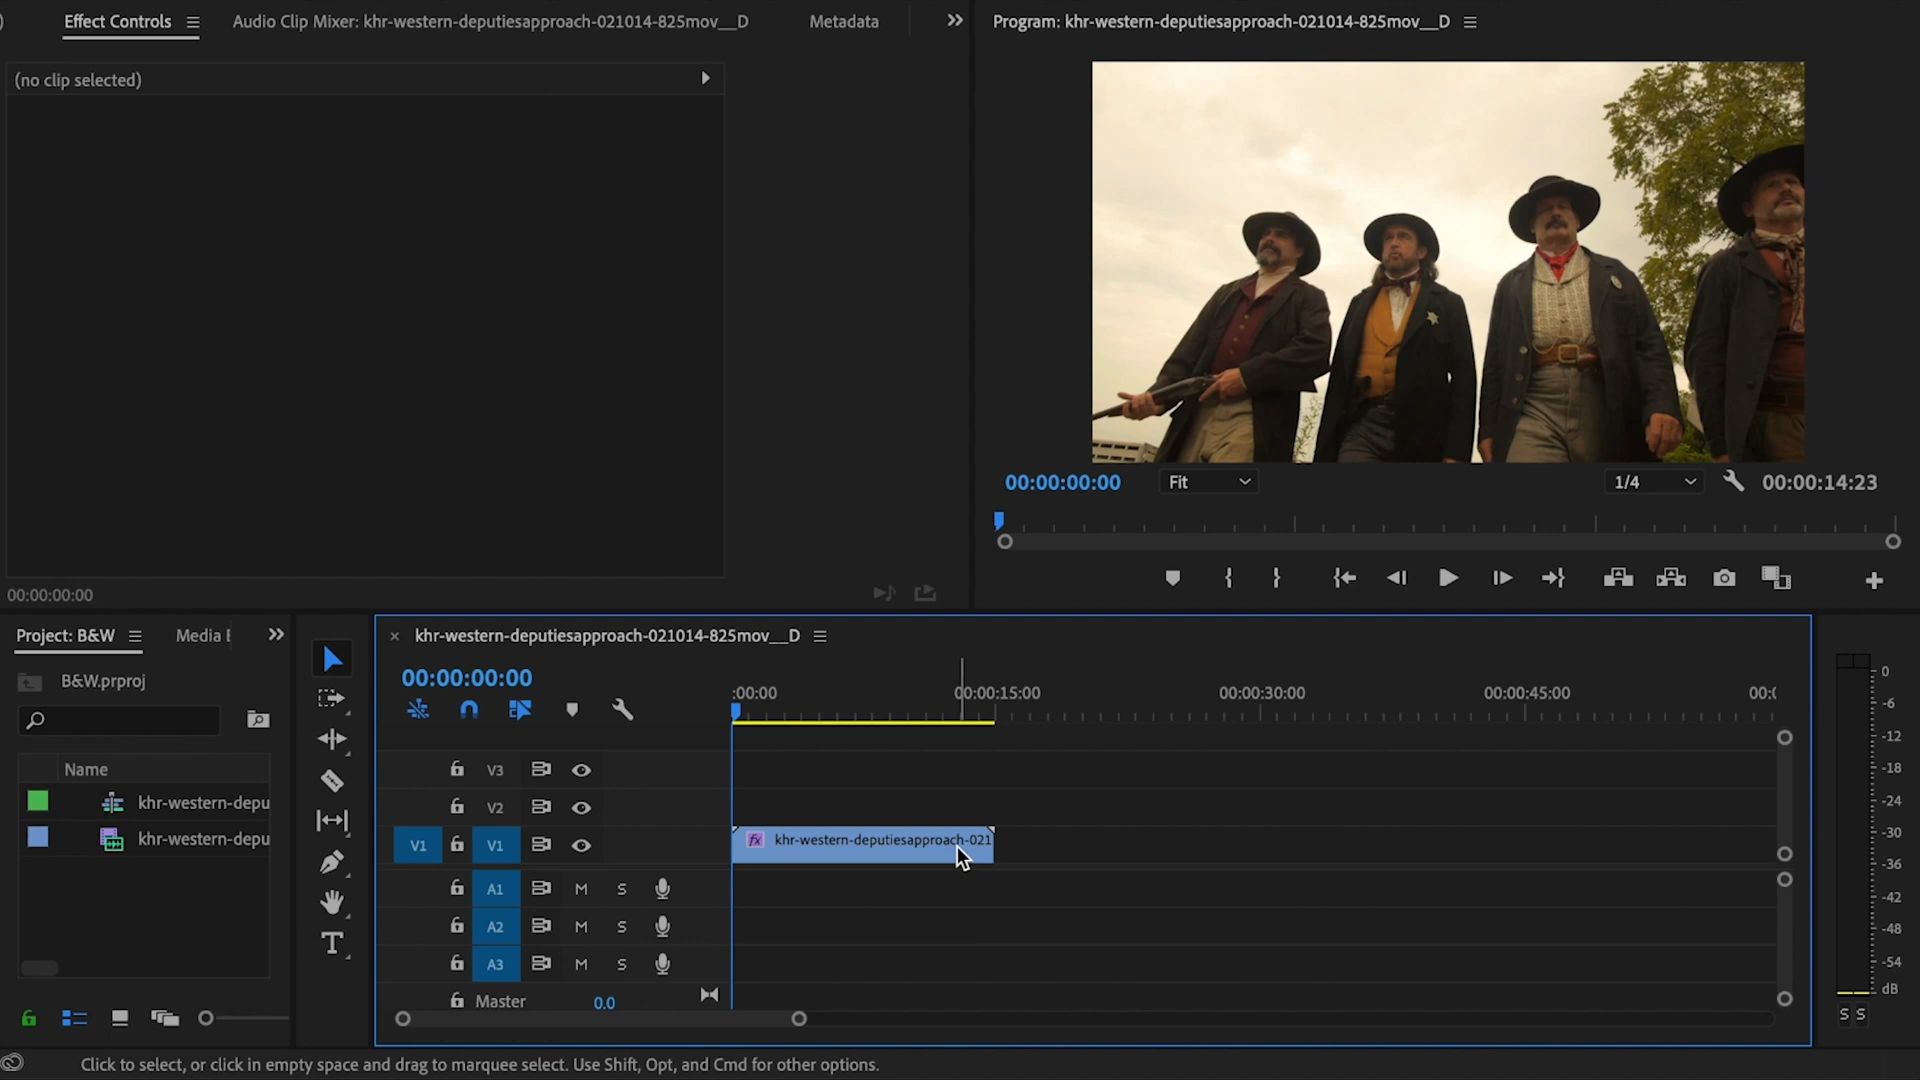 Effect Controls
Audio Clip Mixer: khr-western-deputiesapproach-021014-825mov__D
Metadata
Program: khr-western-deputiesapproach-021014-825mov__D
(no clip selected)
00:00:00:00
Fit
1/4
00:00:14:23
00:00:00:00
Project: B&W
Media
B&W.prproj
Name
khr-western-depu
khr-western-depu
khr-western-deputiesapproach-021014-825mov__D
00:00:00:00
:00:00
00:00:15:00
00:00:30:00
00:00:45:00
00:
V3
V2
V1
V1
fx
khr-western-deputiesapproach-021
A1
M
S
A2
M
S
A3
M
S
Master
0.0
0
-6
-12
-18
-24
-30
-36
-42
-48
-54
dB
S
S
Click to select, or click in empty space and drag to marquee select. Use Shift, Opt, and Cmd for other options.